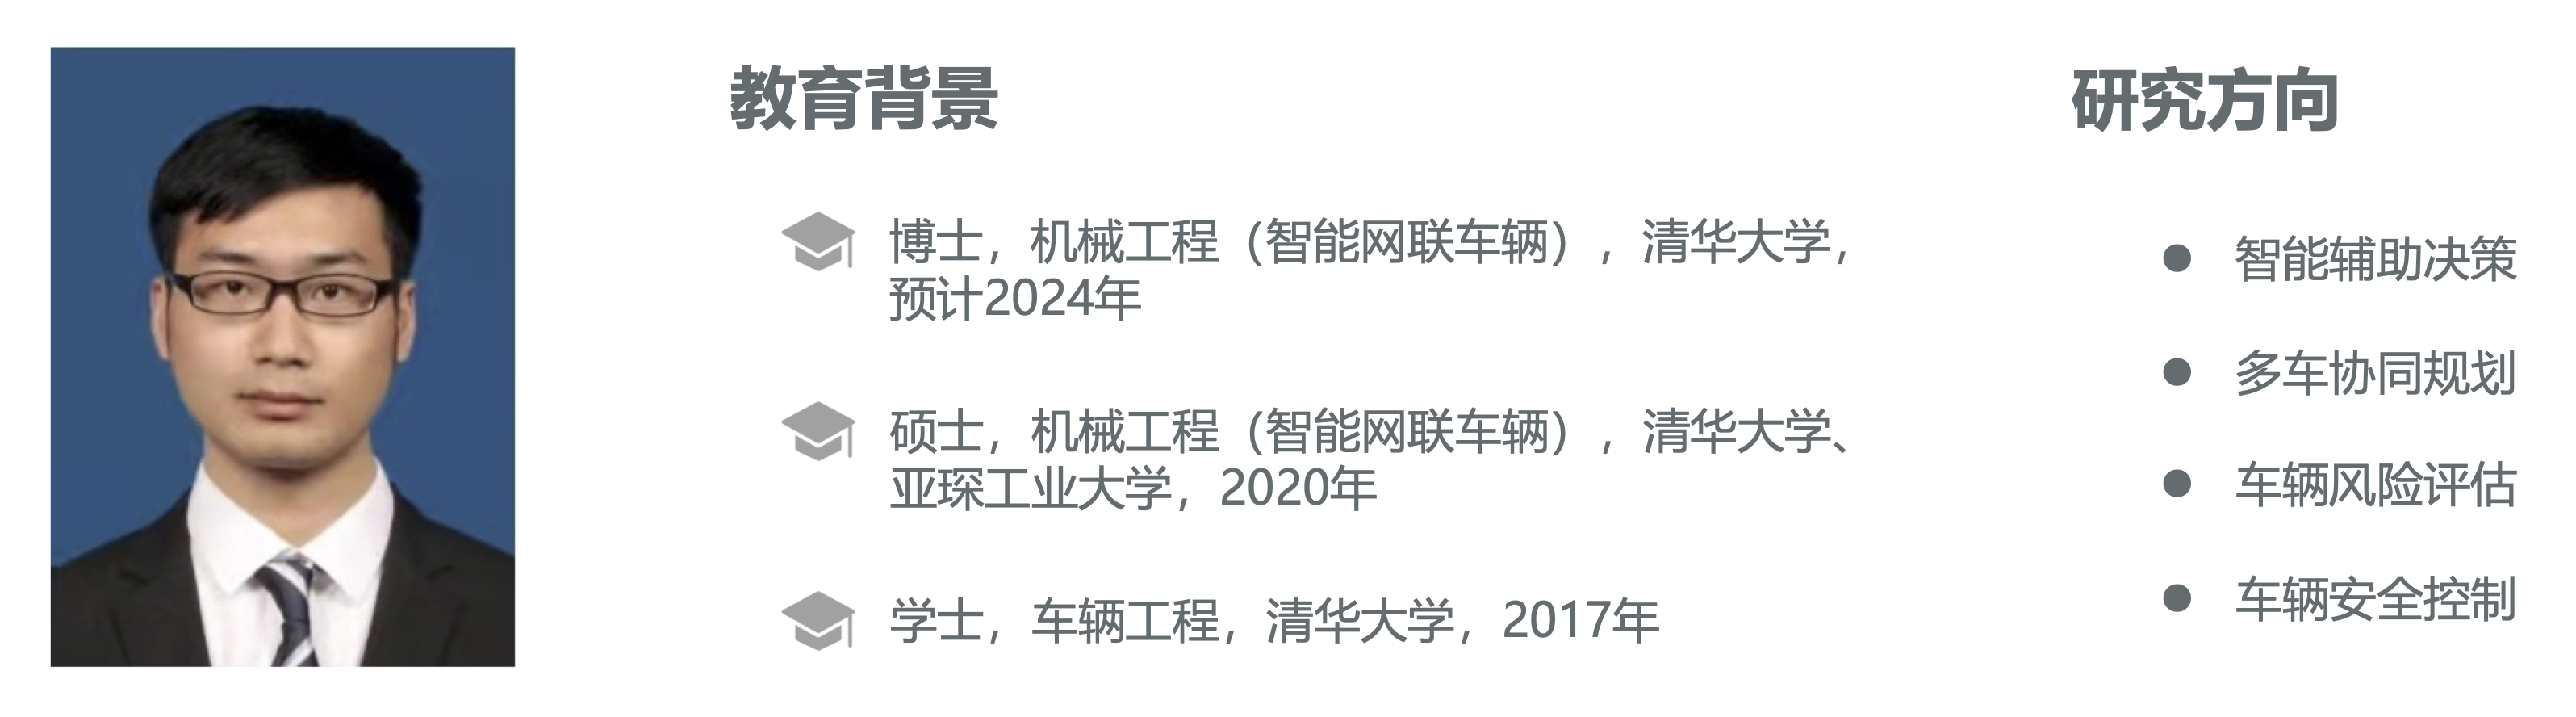 教育背景
博士，机械工程（智能网联车辆），清华大学，
预计2024年
硕士，机械工程（智能网联车辆），清华大学、
亚琛工业大学，2020年
学士，车辆工程，清华大学，2017年
研究方向
● 智能辅助决策
● 多车协同规划
● 车辆风险评估
● 车辆安全控制